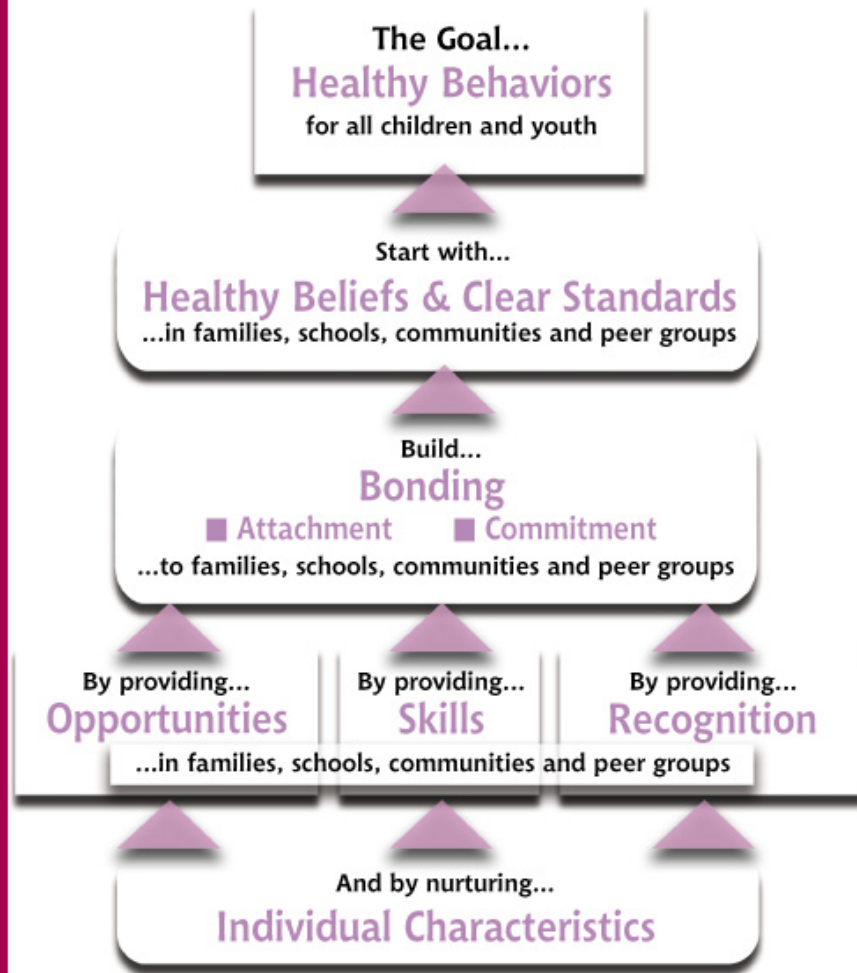 The Goal...
Healthy Behaviors
for all children and youth
Start with...
Healthy Beliefs & Clear Standards
...in families, schools, communities and peer groups
Build...
Bonding
Attachment Commitment
...to families, schools, communities and peer groups
By providing... By providing... By providing...
Opportunities Skills Recognition
...in families, schools, communities and peer groups
And by nurturing...
Individual Characteristics